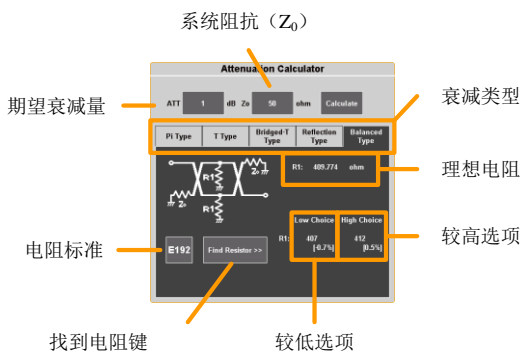 系统阻抗（Z0）
Attenuation Calculator
期望衰减量
ATT 1 dB Zo 50 ohm Calculate
衰减类型
Pi Type T Type Bridged-T Type Reflection Type Balanced Type
R1: 409.774 ohm
理想电阻
Zo
R1
Zo
R1
Low Choice High Choice
R1: 407 412
[-0.7%] [0.5%]
较高选项
电阻标准
E192 Find Resistor >>
找到电阻键
较低选项